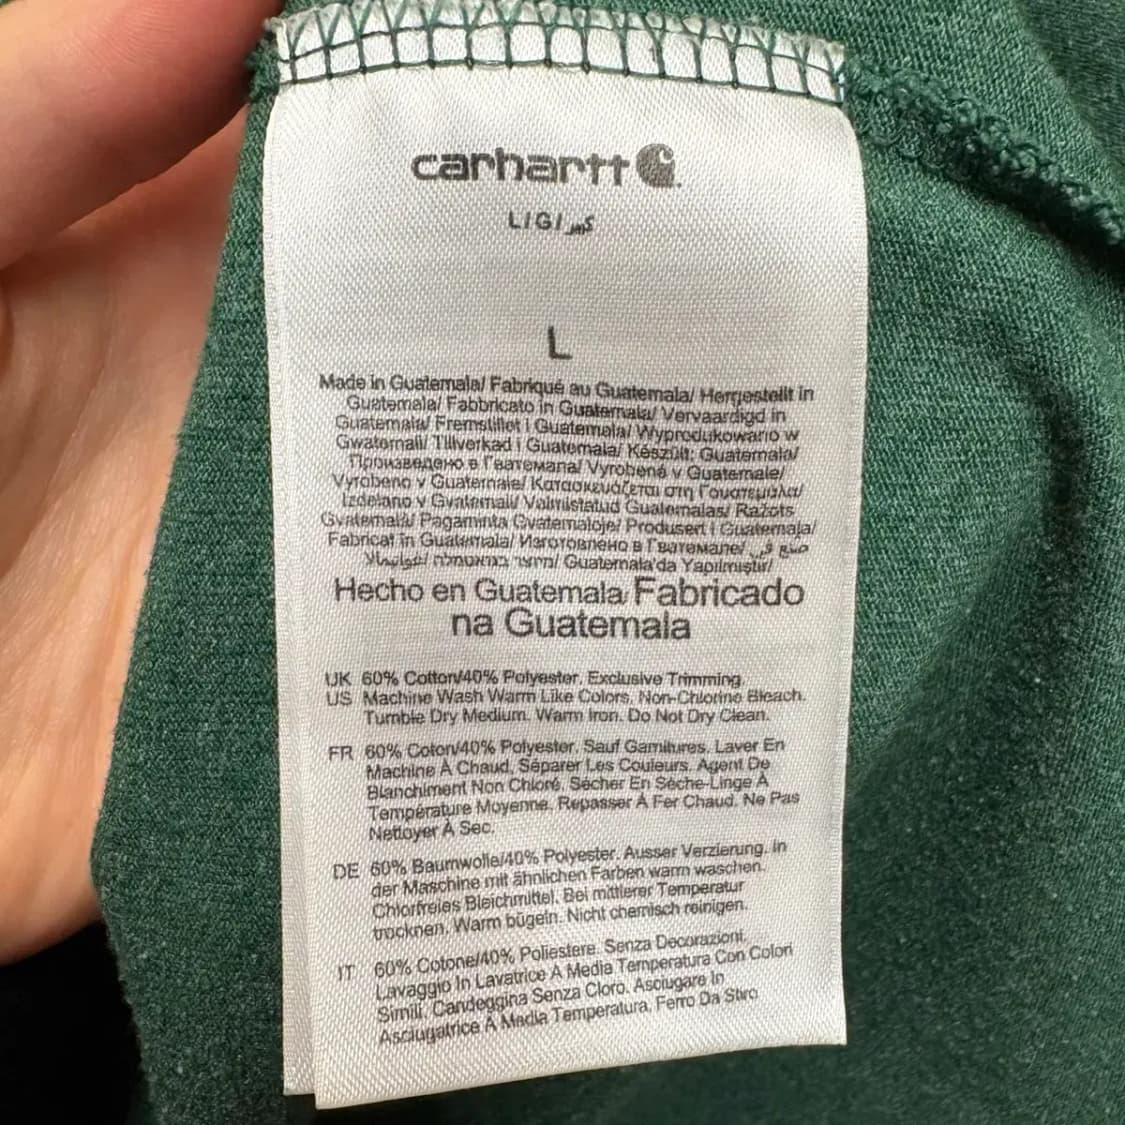 carhartt
L/G/كبير
L
Made in Guatemala/ Fabriqué au Guatemala/ Hergestellt in
Guatemala/ Fabbricato in Guatemala/ Vervaardigd in
Guatemala/ Fremstillet i Guatemala/ Wyprodukowano w
Gwatemali/ Tillverkad i Guatemala/ Készült: Guatemala/
Произведено в Гватемала/ Vyrobené v Guatemale/
Vyrobeno v Guatemale/ Κατασκευάζεται στη Γουατεμάλα/
Izdelano v Gvatemali/ Valmistatud Guatemalas/ Ražots
Gvatemalā/ Pagaminta Gvatemaloje/ Produsert i Guatemala/
Fabricat în Guatemala/ Изготовлено в Гватемале/ صنع في
غواتيمالا/ מיוצר בגואטמלה/ Guatemala'da Yapılmıştır/
Hecho en Guatemala/ Fabricado
na Guatemala
UK 60% Cotton/40% Polyester. Exclusive Trimming.
US Machine Wash Warm Like Colors. Non-Chlorine Bleach.
Tumble Dry Medium. Warm Iron. Do Not Dry Clean.
FR 60% Coton/40% Polyester. Sauf Garnitures. Laver En
Machine À Chaud, Séparer Les Couleurs. Agent De
Blanchiment Non Chloré. Sécher En Sèche-Linge À
Température Moyenne. Repasser À Fer Chaud. Ne Pas
Nettoyer À Sec.
DE 60% Baumwolle/40% Polyester. Ausser Verzierung. in
der Maschine mit ähnlichen Farben warm waschen.
Chlorfreies Bleichmittel. Bei mittlerer Temperatur
trocknen. Warm bügeln. Nicht chemisch reinigen.
IT 60% Cotone/40% Poliestere. Senza Decorazioni.
Lavaggio In Lavatrice A Media Temperatura Con Colori
Simili. Candeggina Senza Cloro. Asciugare In
Asciugatrice A Media Temperatura. Ferro Da Stiro